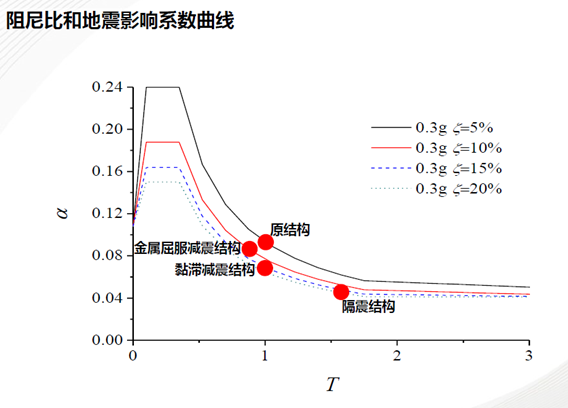 阻尼比和地震影响系数曲线
0.24
0.20
0.16
0.12
0.08
0.04
0.00
α
0.3g ζ=5%
0.3g ζ=10%
0.3g ζ=15%
0.3g ζ=20%
原结构
金属屈服减震结构
黏滞减震结构
隔震结构
0
1
2
3
T